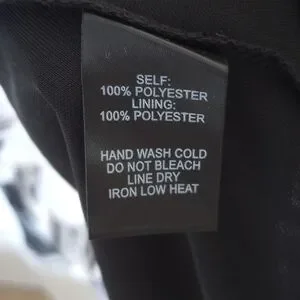 SELF:
100% POLYESTER
LINING:
100% POLYESTER
HAND WASH COLD
DO NOT BLEACH
LINE DRY
IRON LOW HEAT